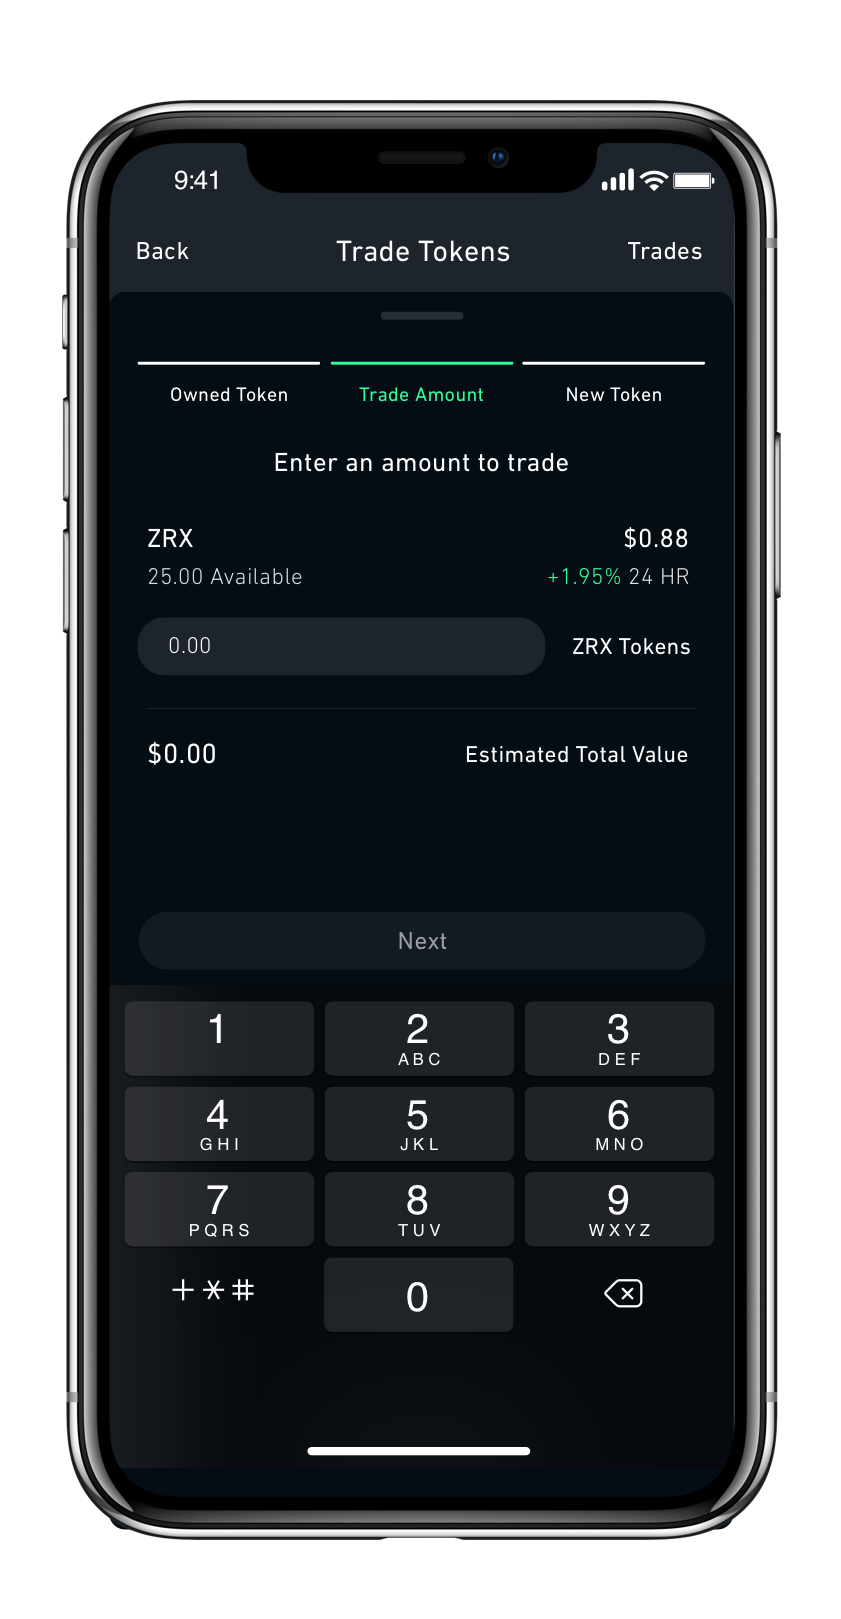 9:41
Back Trade Tokens Trades
Owned Token Trade Amount New Token
Enter an amount to trade
ZRX $0.88
25.00 Available +1.95% 24 HR
0.00 ZRX Tokens
$0.00 Estimated Total Value
Next
1 2 3
ABC DEF
4 5 6
GHI JKL MNO
7 8 9
PQRS TUV WXYZ
+*# 0